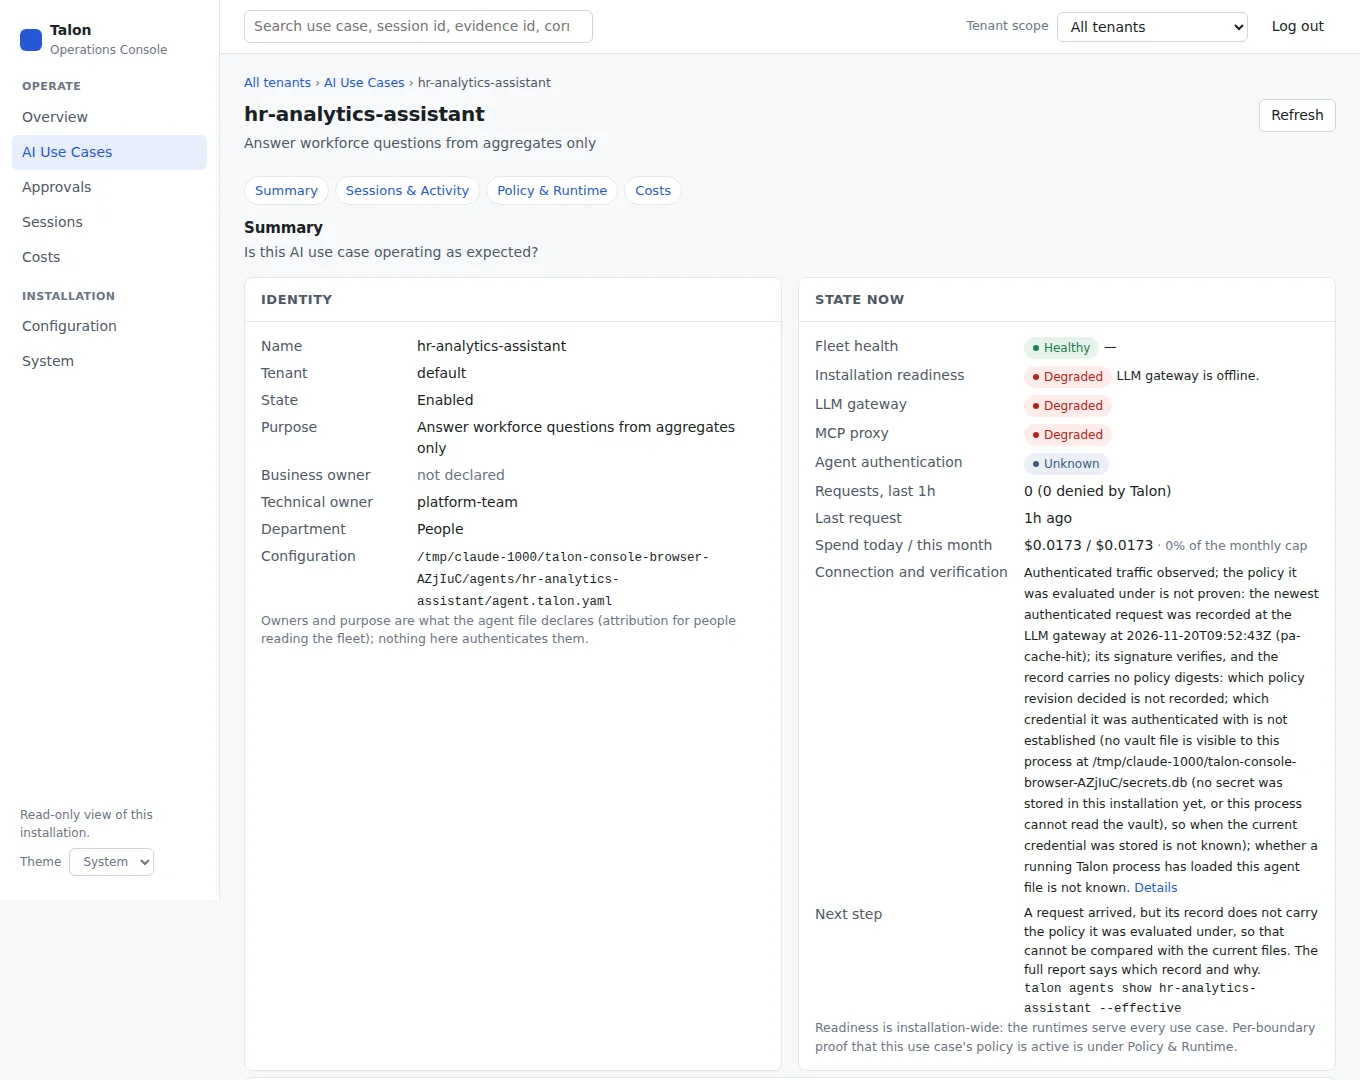 Talon
Operations Console
OPERATE
Overview
AI Use Cases
Approvals
Sessions
Costs
INSTALLATION
Configuration
System
Read-only view of this
installation.
Theme System
Search use case, session id, evidence id, corr
Tenant scope All tenants Log out
All tenants › AI Use Cases › hr-analytics-assistant
hr-analytics-assistant
Refresh
Answer workforce questions from aggregates only
Summary Sessions & Activity Policy & Runtime Costs
Summary
Is this AI use case operating as expected?
IDENTITY
Name hr-analytics-assistant
Tenant default
State Enabled
Purpose Answer workforce questions from aggregates
only
Business owner not declared
Technical owner platform-team
Department People
Configuration /tmp/claude-1000/talon-console-browser-
AZjIuC/agents/hr-analytics-
assistant/agent.talon.yaml
Owners and purpose are what the agent file declares (attribution for people
reading the fleet); nothing here authenticates them.
STATE NOW
Fleet health Healthy —
Installation readiness Degraded LLM gateway is offline.
LLM gateway Degraded
MCP proxy Degraded
Agent authentication Unknown
Requests, last 1h 0 (0 denied by Talon)
Last request 1h ago
Spend today / this month $0.0173 / $0.0173 · 0% of the monthly cap
Connection and verification Authenticated traffic observed; the policy it
was evaluated under is not proven: the newest
authenticated request was recorded at the
LLM gateway at 2026-11-20T09:52:43Z (pa-
cache-hit); its signature verifies, and the
record carries no policy digests: which policy
revision decided is not recorded; which
credential it was authenticated with is not
established (no vault file is visible to this
process at /tmp/claude-1000/talon-console-
browser-AZjIuC/secrets.db (no secret was
stored in this installation yet, or this process
cannot read the vault), so when the current
credential was stored is not known); whether a
running Talon process has loaded this agent
file is not known. Details
Next step A request arrived, but its record does not carry
the policy it was evaluated under, so that
cannot be compared with the current files. The
full report says which record and why.
talon agents show hr-analytics-
assistant --effective
Readiness is installation-wide: the runtimes serve every use case. Per-boundary
proof that this use case's policy is active is under Policy & Runtime.